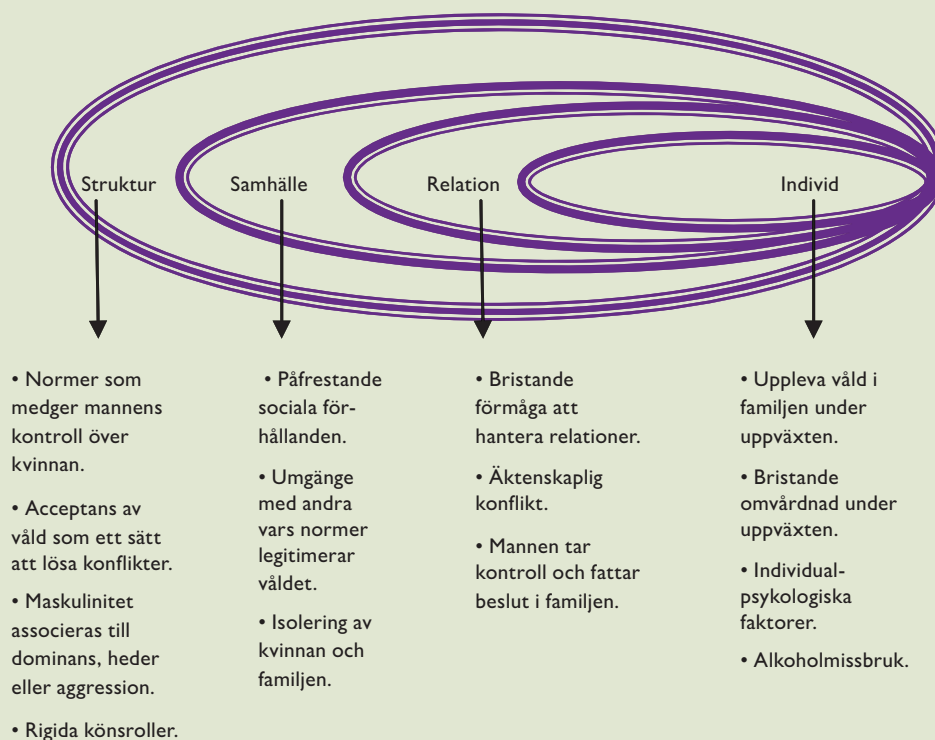 Struktur
Samhälle
Relation
Individ
• Normer som
medger mannens
kontroll över
kvinnan.
• Acceptans av
våld som ett sätt
att lösa konflikter.
• Maskulinitet
associeras till
dominans, heder
eller aggression.
• Rigida könsroller.
• Påfrestande
sociala för-
hållanden.
• Umgänge
med andra
vars normer
legitimerar
våldet.
• Isolering av
kvinnan och
familjen.
• Bristande
förmåga att
hantera relationer.
• Äktenskaplig
konflikt.
• Mannen tar
kontroll och fattar
beslut i familjen.
• Uppleva våld i
familjen under
uppväxten.
• Bristande
omvårdnad under
uppväxten.
• Individual-
psykologiska
faktorer.
• Alkoholmissbruk.